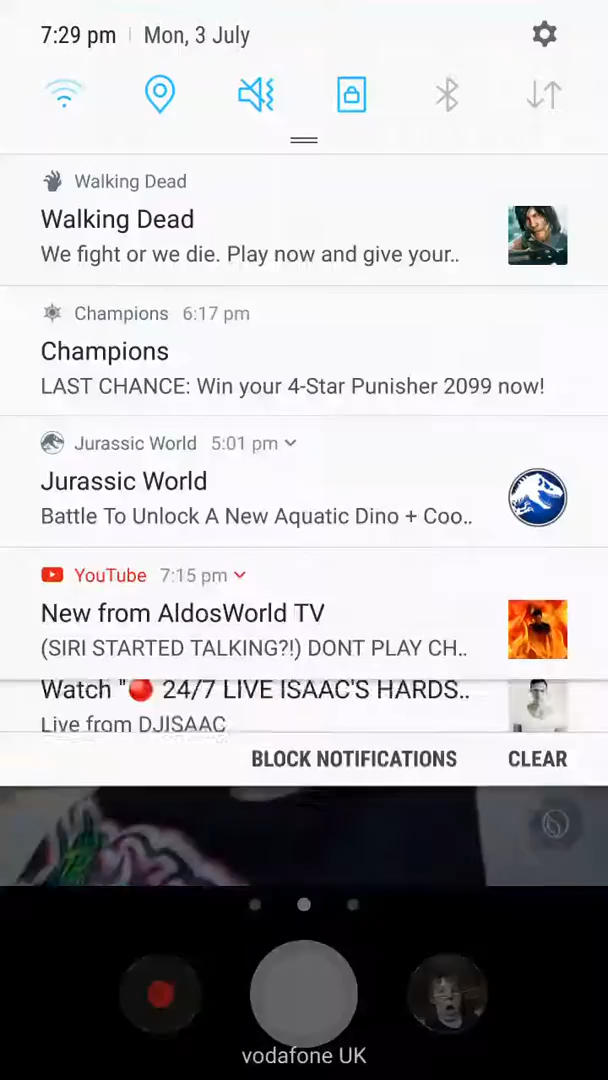 7:29 pm | Mon, 3 July
Walking Dead
Walking Dead
We fight or we die. Play now and give your..
Champions 6:17 pm
Champions
LAST CHANCE: Win your 4-Star Punisher 2099 now!
Jurassic World 5:01 pm
Jurassic World
Battle To Unlock A New Aquatic Dino + Coo..
YouTube 7:15 pm
New from AldosWorld TV
(SIRI STARTED TALKING?!) DONT PLAY CH..
Watch "🔴 24/7 LIVE ISAAC'S HARDS..
Live from DJISAAC
BLOCK NOTIFICATIONS CLEAR
vodafone UK